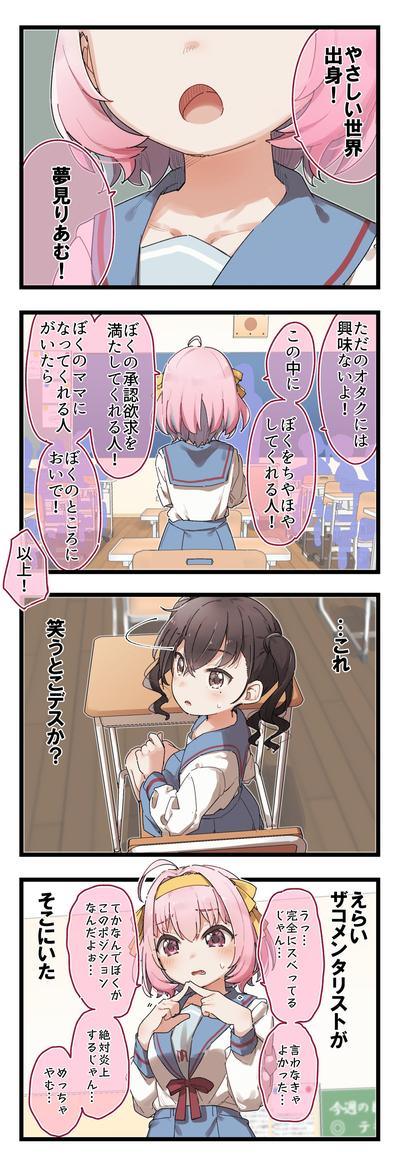 やさしい世界
出身！
夢見りあむ！
ただのオタクには
興味ないよ！
この中に
ぼくをちやほや
してくれる人！
ぼくの承認欲求を
満たしてくれる人！
ぼくのママに
なってくれる人
がいたら
ぼくのところに
おいで！
以上！
…これ
笑うとこデスか？
えらい
ザコメンタリストが
そこにいた
うっ…
完全にスベってる
じゃん…
言わなきゃ
よかった…
てかなんでぼくが
このポジション
なんだよぉ…
絶対炎上
するじゃん…
めっちゃ
やむ…
今週の